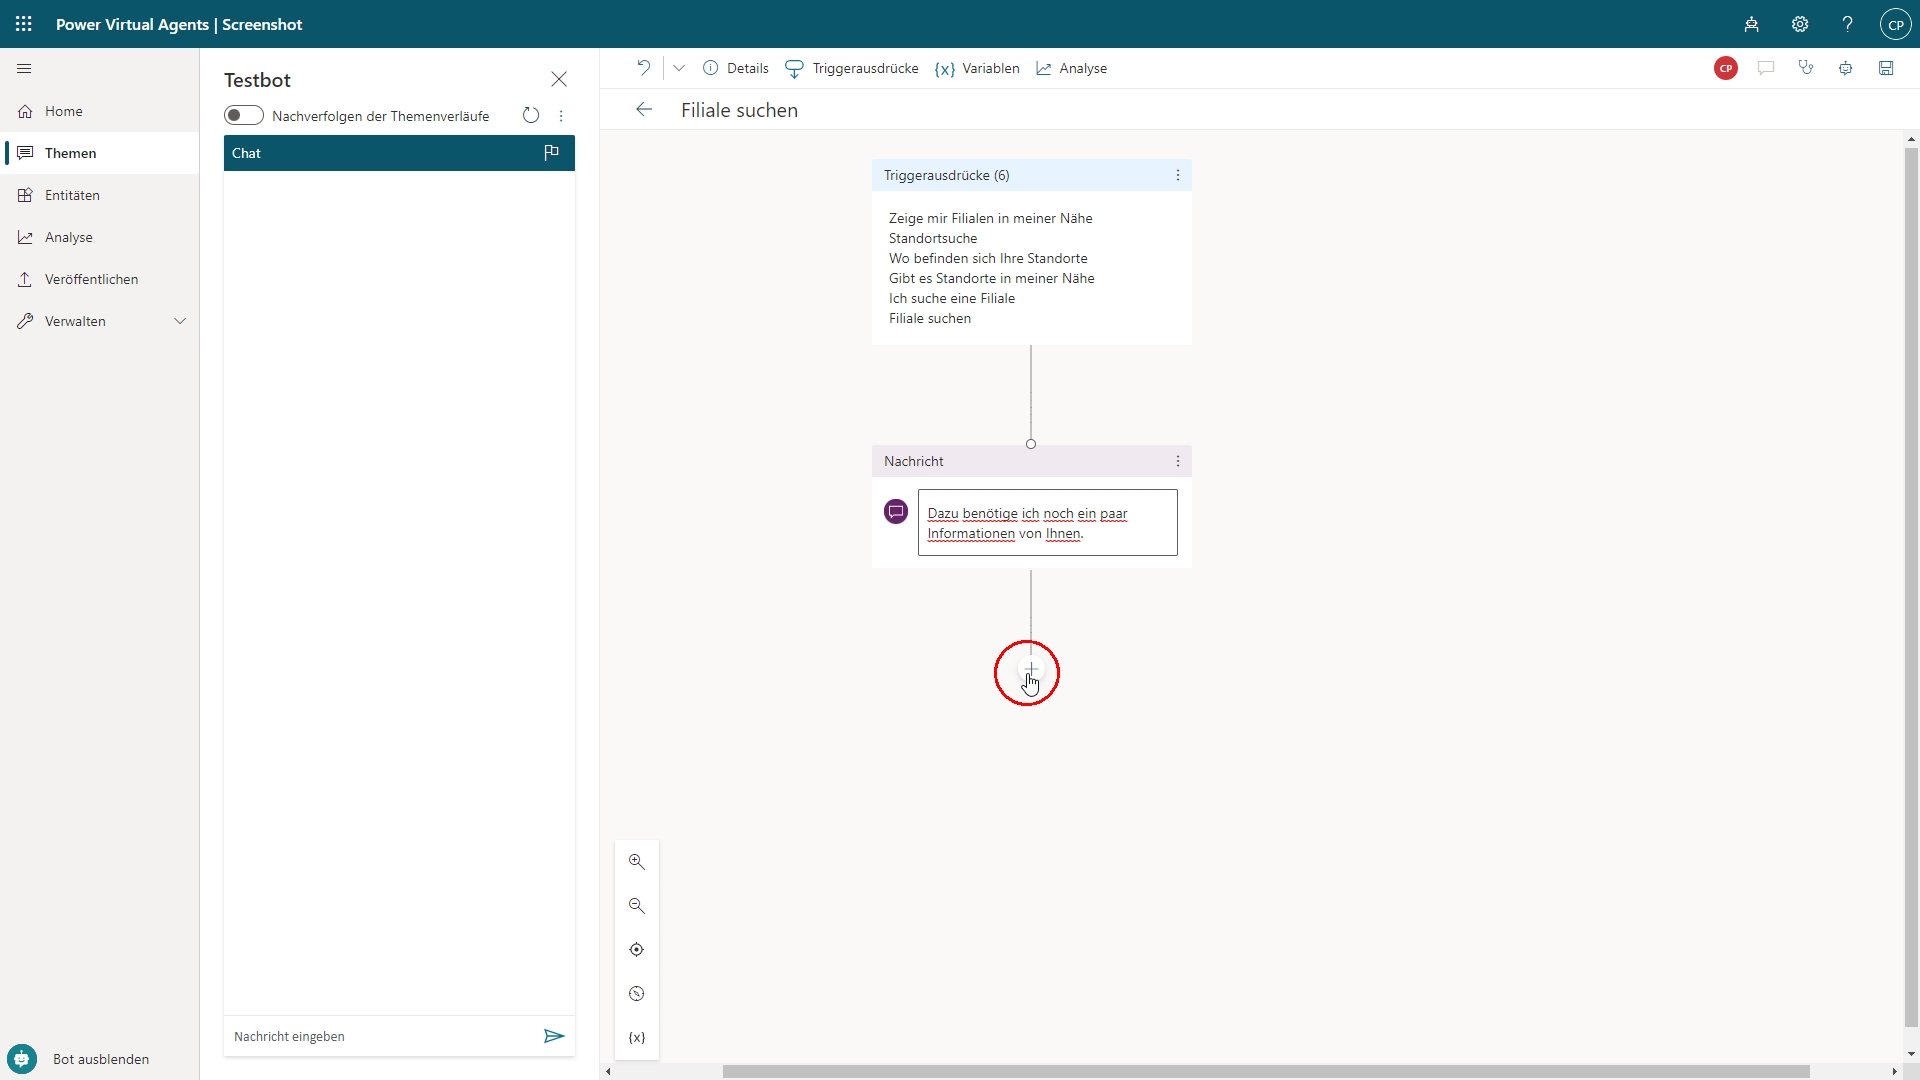 Power Virtual Agents | Screenshot
CP
Home
Themen
Entitäten
Analyse
Veröffentlichen
Verwalten
Bot ausblenden
Testbot
Nachverfolgen der Themenverläufe
Chat
Nachricht eingeben
Details
Triggerausdrücke
{x} Variablen
Analyse
CP
Filiale suchen
Triggerausdrücke (6)
Zeige mir Filialen in meiner Nähe
Standortsuche
Wo befinden sich Ihre Standorte
Gibt es Standorte in meiner Nähe
Ich suche eine Filiale
Filiale suchen
Nachricht
Dazu benötige ich noch ein paar
Informationen von Ihnen.
{x}